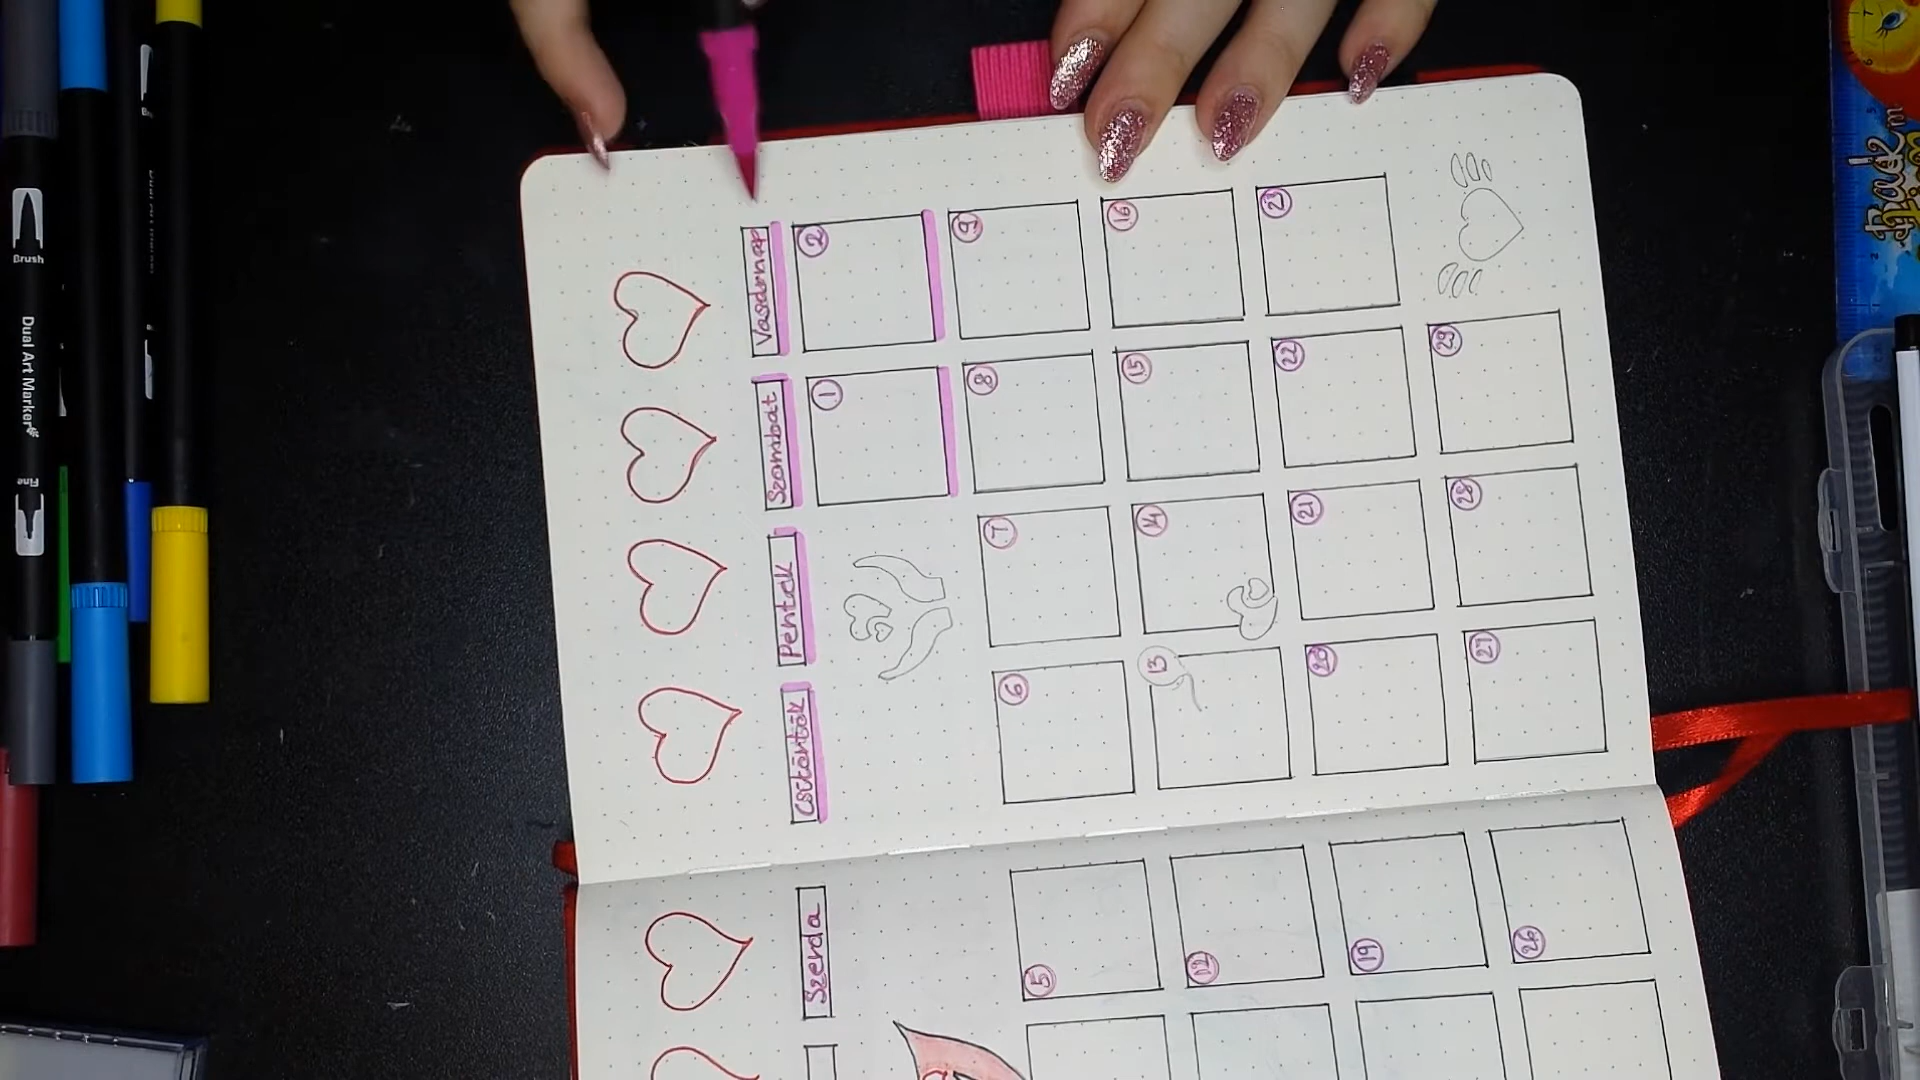 Szerda
Csütörtök
Péntek
Szombat
Vasárnap
1
2
5
6
7
8
9
12
13
14
15
16
19
20
21
22
23
26
27
28
29
Brush
Dual Art Marker
Fine